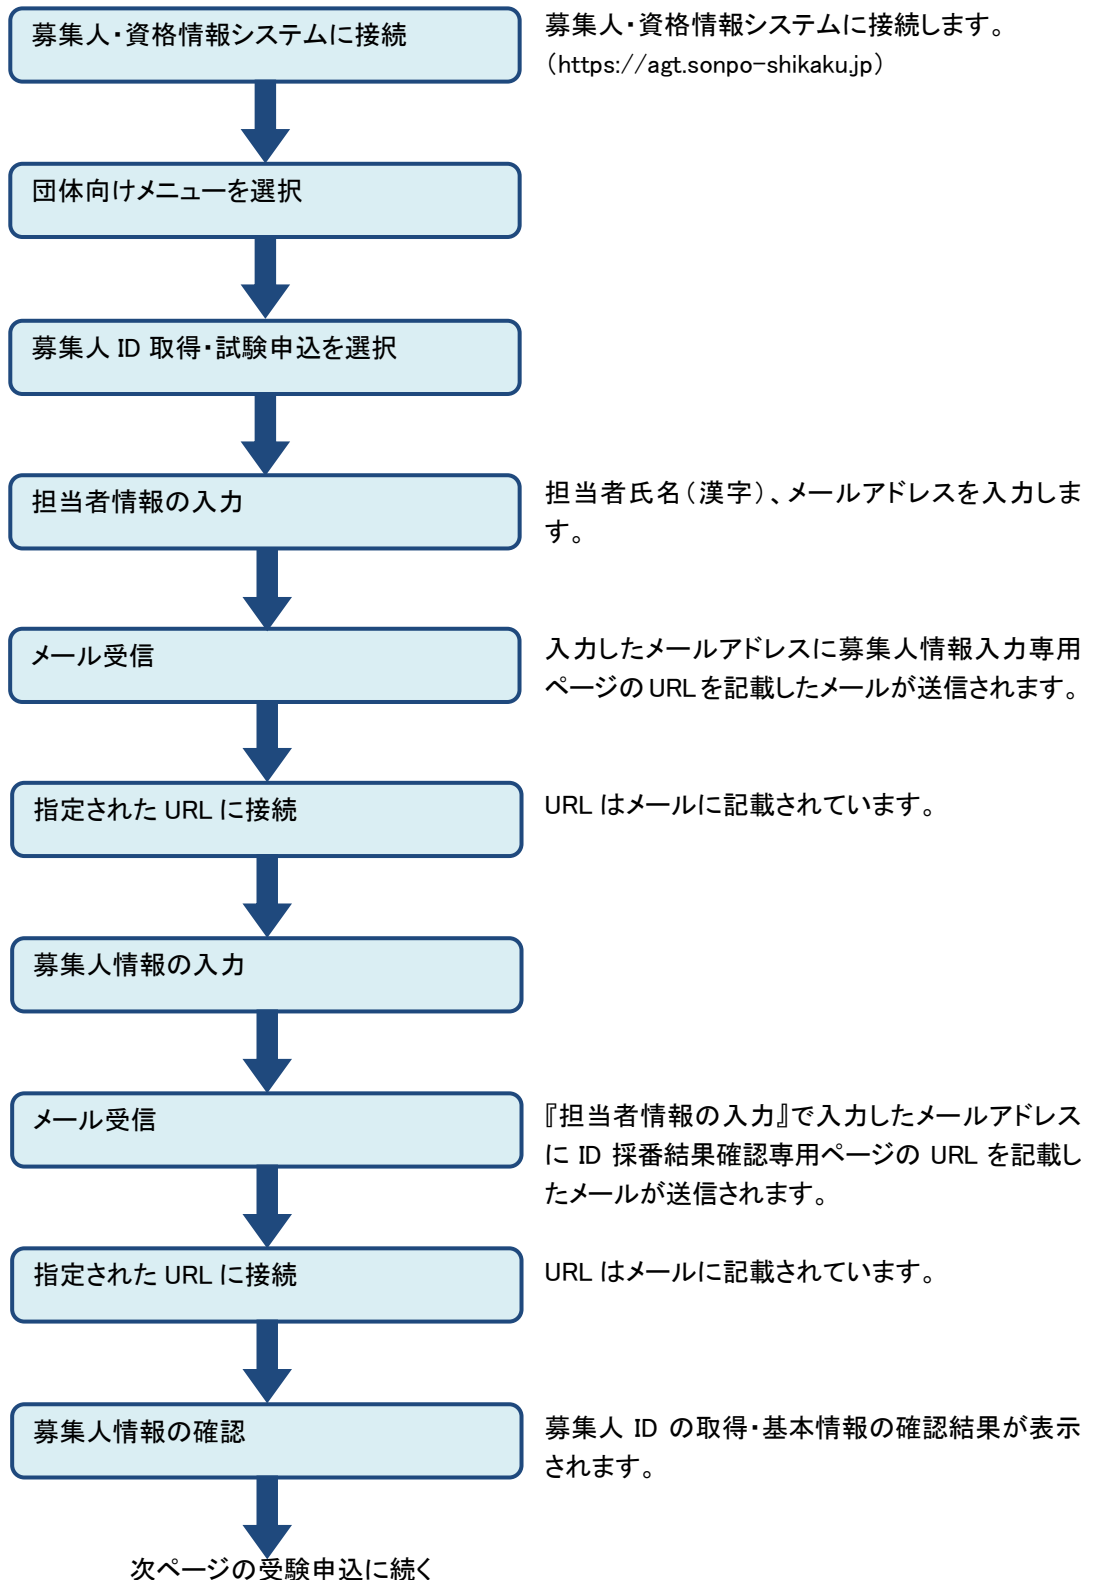 募集人・資格情報システムに接続
募集人・資格情報システムに接続します。
（https://agt.sonpo-shikaku.jp）
団体向けメニューを選択
募集人 ID 取得・試験申込を選択
担当者情報の入力
担当者氏名（漢字）、メールアドレスを入力しま
す。
メール受信
入力したメールアドレスに募集人情報入力専用
ページの URL を記載したメールが送信されます。
指定された URL に接続
URL はメールに記載されています。
募集人情報の入力
メール受信
『担当者情報の入力』で入力したメールアドレス
に ID 採番結果確認専用ページの URL を記載し
たメールが送信されます。
指定された URL に接続
URL はメールに記載されています。
募集人情報の確認
募集人 ID の取得・基本情報の確認結果が表示
されます。
次ページの受験申込に続く